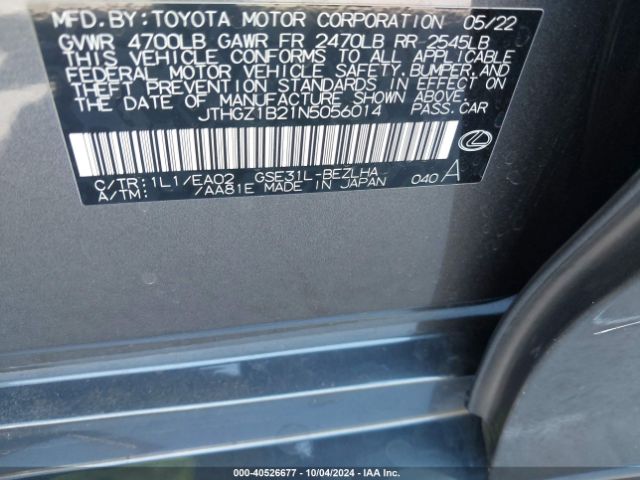 MFD. BY: TOYOTA MOTOR CORPORATION 05/22
GVWR 4700LB GAWR FR 2470LB RR 2545LB
THIS VEHICLE CONFORMS TO ALL APPLICABLE
FEDERAL MOTOR VEHICLE SAFETY, BUMPER, AND
THEFT PREVENTION STANDARDS IN EFFECT ON
THE DATE OF MANUFACTURE SHOWN ABOVE.
JTHGZ1B21N5056014 PASS. CAR
C/TR: 1L1/EA02 GSE31L-BEZLHA
A/TM: 7AA81E MADE IN JAPAN 040 A
000-40526677 - 10/04/2024 - IAA Inc.